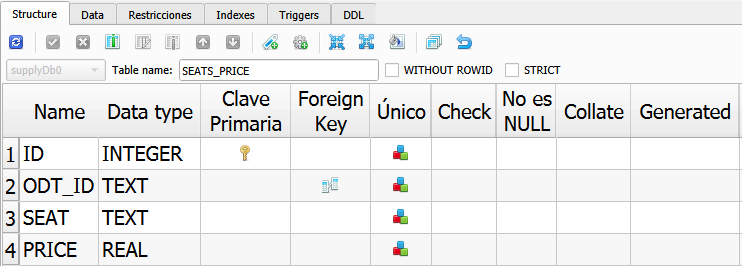 Structure Data Restricciones Indexes Triggers DDL
supplyDb0 Table name: SEATS_PRICE WITHOUT ROWID STRICT
Name Data type Clave Primaria Foreign Key Único Check No es NULL Collate Generated
1 ID INTEGER
2 ODT_ID TEXT
3 SEAT TEXT
4 PRICE REAL